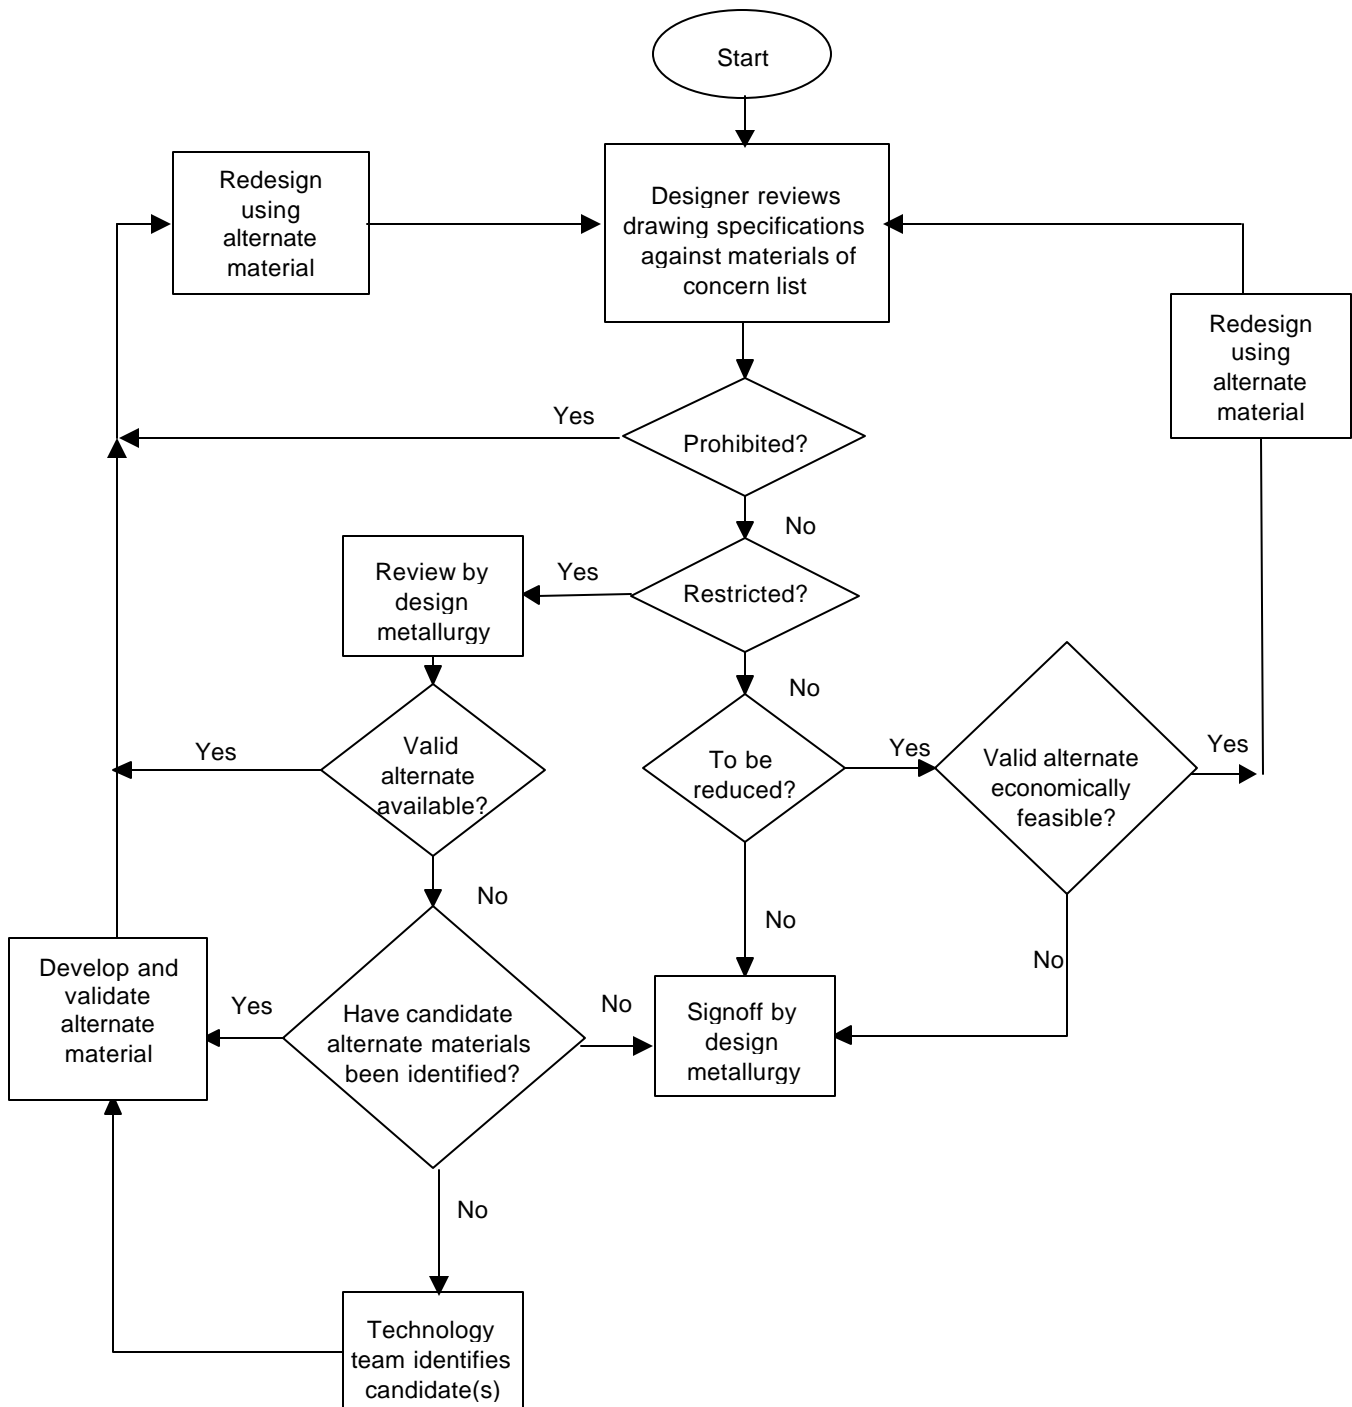 Start
Redesign
using
alternate
material
Designer reviews
drawing specifications
against materials of
concern list
Redesign
using
alternate
material
Yes
Prohibited?
No
Review by
design
metallurgy
Yes
Restricted?
No
Yes
Valid
alternate
available?
To be
reduced?
Yes
Valid alternate
economically
feasible?
Yes
No
No
No
Develop and
validate
alternate
material
Yes
Have candidate
alternate materials
been identified?
No
Signoff by
design
metallurgy
No
Technology
team identifies
candidate(s)